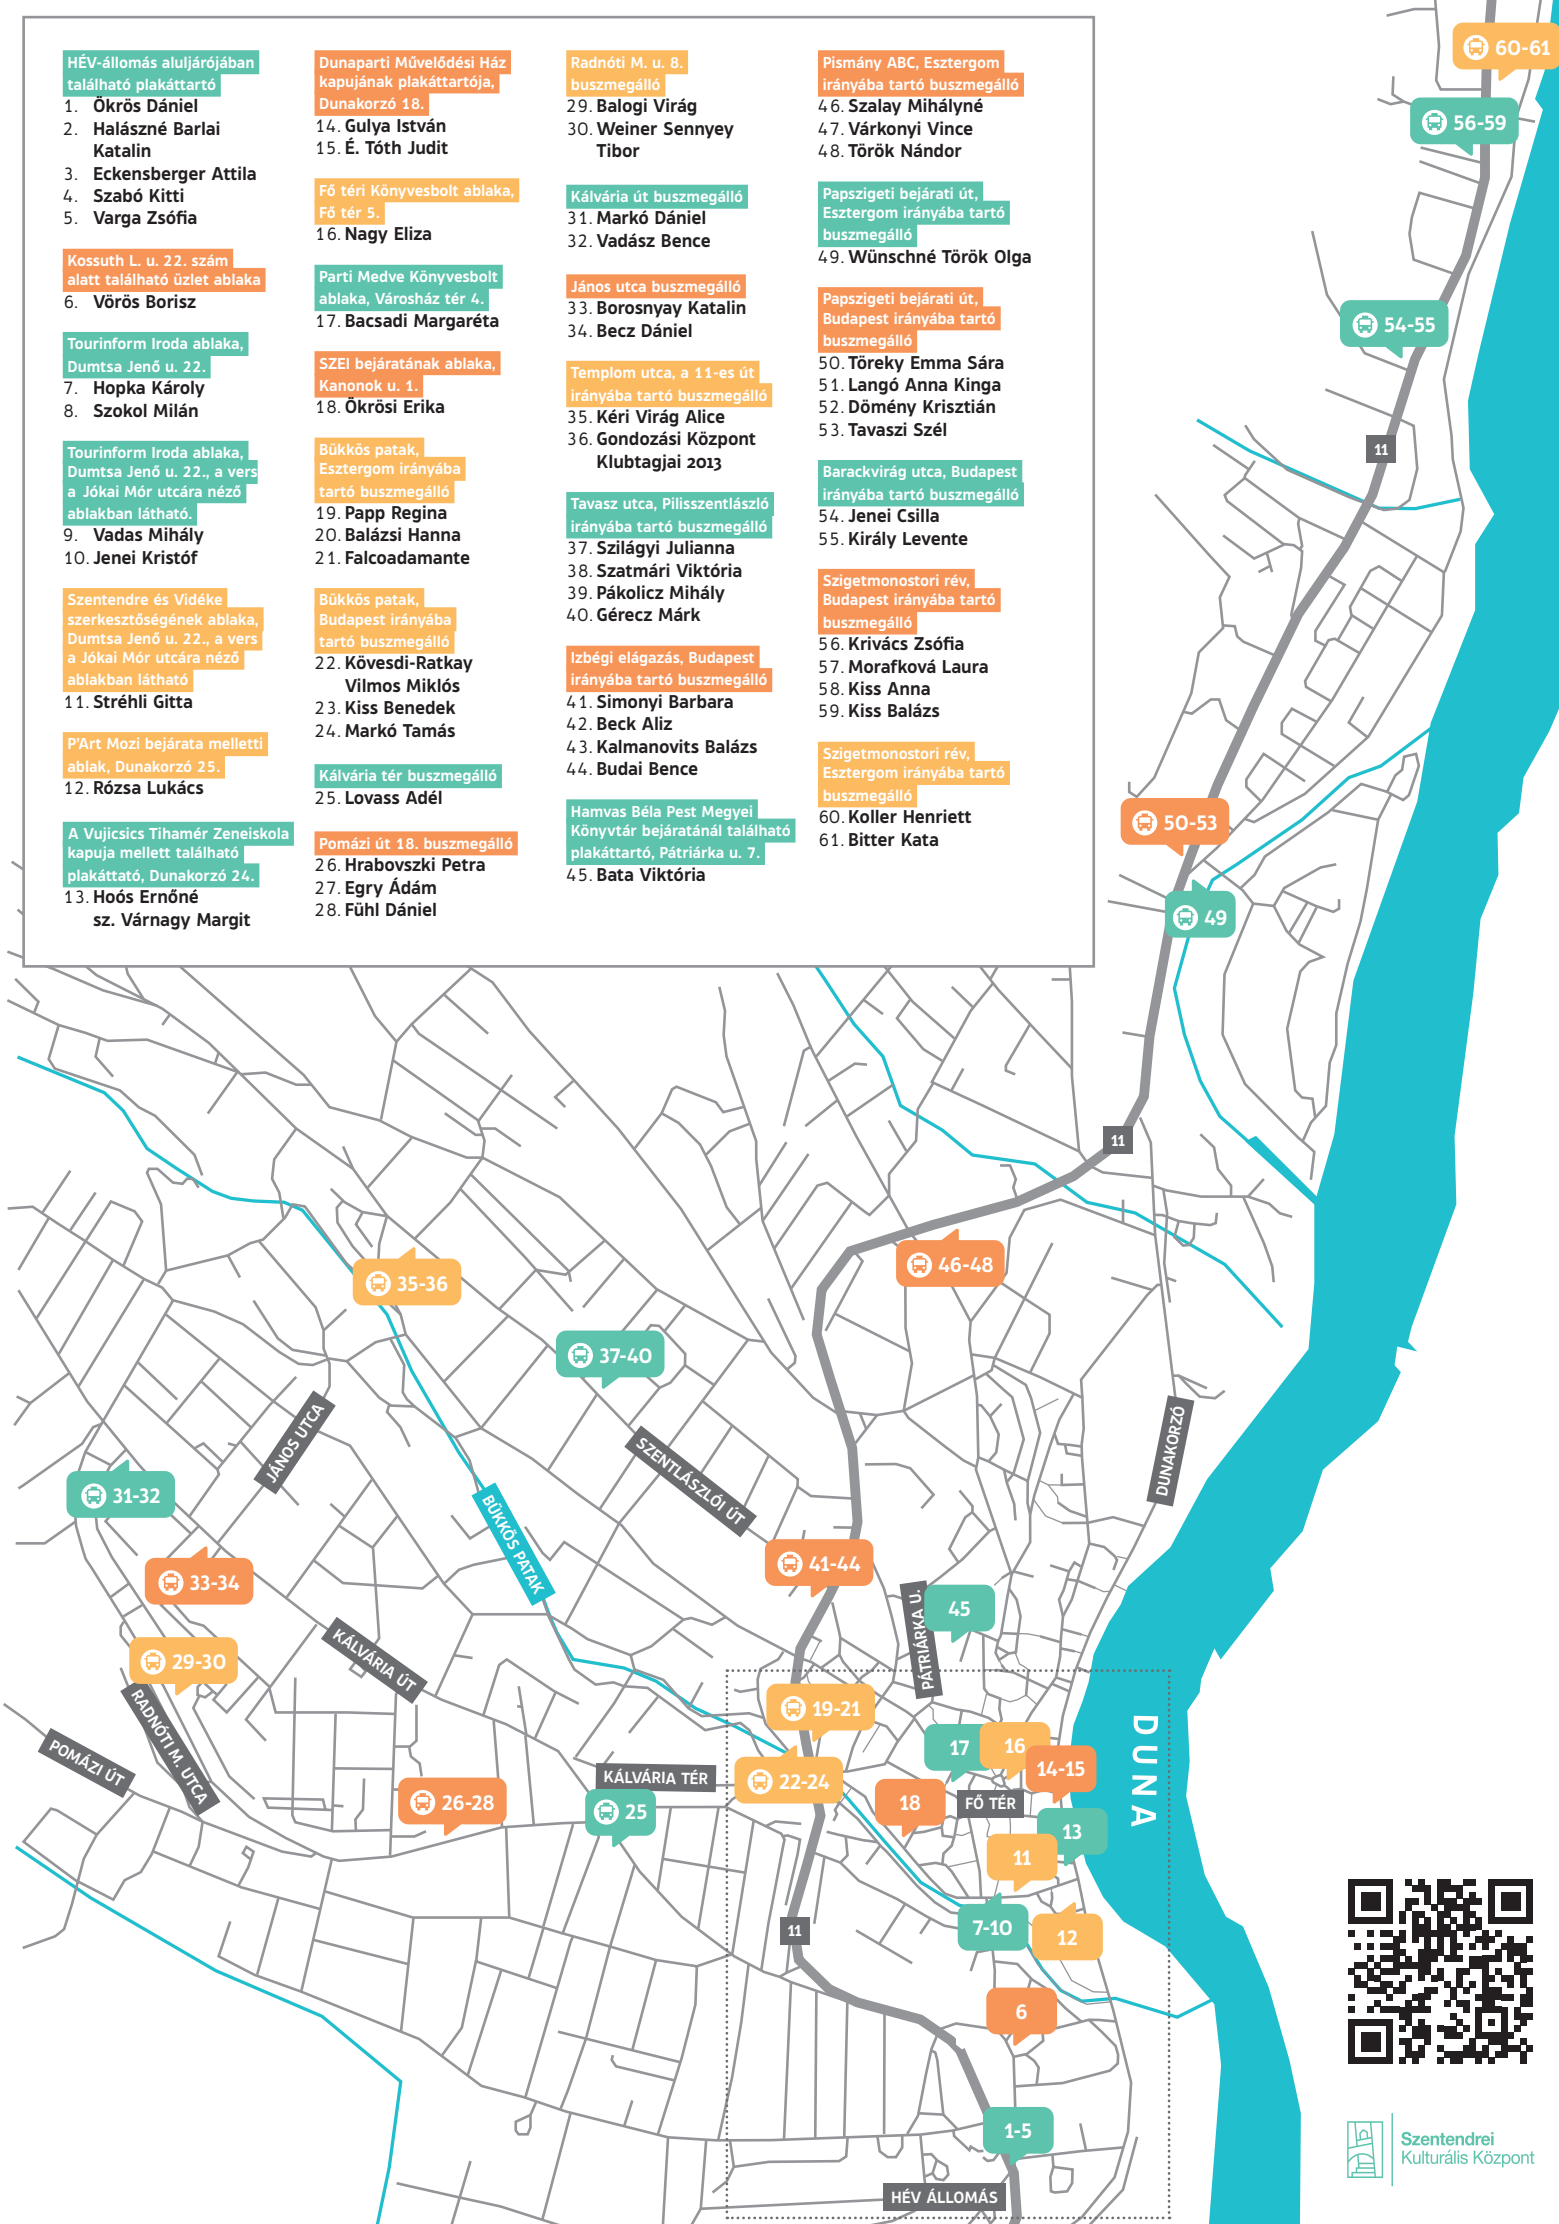 HÉV-állomás aluljárójában
található plakáttartó
1. Ökrös Dániel
2. Halászné Barlai
Katalin
3. Eckensberger Attila
4. Szabó Kitti
5. Varga Zsófia
Kossuth L. u. 22. szám
alatt található üzlet ablaka
6. Vörös Borisz
Tourinform Iroda ablaka,
Dumtsa Jenő u. 22.
7. Hopka Károly
8. Szokol Milán
Tourinform Iroda ablaka,
Dumtsa Jenő u. 22., a vers
a Jókai Mór utcára néző
ablakban látható.
9. Vadas Mihály
10. Jenei Kristóf
Szentendre és Vidéke
szerkesztőségének ablaka,
Dumtsa Jenő u. 22., a vers
a Jókai Mór utcára néző
ablakban látható
11. Stréhli Gitta
P'Art Mozi bejárata melletti
ablak, Dunakorzó 25.
12. Rózsa Lukács
A Vujicsics Tihamér Zeneiskola
kapuja mellett található
plakáttató, Dunakorzó 24.
13. Hoós Ernőné
sz. Várnagy Margit
Dunaparti Művelődési Ház
kapujának plakáttartója,
Dunakorzó 18.
14. Gulya István
15. É. Tóth Judit
Fő téri Könyvesbolt ablaka,
Fő tér 5.
16. Nagy Eliza
Parti Medve Könyvesbolt
ablaka, Városház tér 4.
17. Bacsadi Margaréta
SZEI bejáratának ablaka,
Kanonok u. 1.
18. Ökrösi Erika
Bükkös patak,
Esztergom irányába
tartó buszmegálló
19. Papp Regina
20. Balázsi Hanna
21. Falcoadamante
Bükkös patak,
Budapest irányába
tartó buszmegálló
22. Kövesdi-Ratkay
Vilmos Miklós
23. Kiss Benedek
24. Markó Tamás
Kálvária tér buszmegálló
25. Lovass Adél
Pomázi út 18. buszmegálló
26. Hrabovszki Petra
27. Egry Ádám
28. Fühl Dániel
Radnóti M. u. 8.
buszmegálló
29. Balogi Virág
30. Weiner Sennyey
Tibor
Kálvária út buszmegálló
31. Markó Dániel
32. Vadász Bence
János utca buszmegálló
33. Borosnyay Katalin
34. Becz Dániel
Templom utca, a 11-es út
irányába tartó buszmegálló
35. Kéri Virág Alice
36. Gondozási Központ
Klubtagjai 2013
Tavasz utca, Pilisszentlászló
irányába tartó buszmegálló
37. Szilágyi Julianna
38. Szatmári Viktória
39. Pákolicz Mihály
40. Gérecz Márk
Izbégi elágazás, Budapest
irányába tartó buszmegálló
41. Simonyi Barbara
42. Beck Aliz
43. Kalmanovits Balázs
44. Budai Bence
Hamvas Béla Pest Megyei
Könyvtár bejáratánál található
plakáttartó, Pátriárka u. 7.
45. Bata Viktória
Pismány ABC, Esztergom
irányába tartó buszmegálló
46. Szalay Mihályné
47. Várkonyi Vince
48. Török Nándor
Papszigeti bejárati út,
Esztergom irányába tartó
buszmegálló
49. Wünschné Török Olga
Papszigeti bejárati út,
Budapest irányába tartó
buszmegálló
50. Töreky Emma Sára
51. Langó Anna Kinga
52. Dömény Krisztián
53. Tavaszi Szél
Barackvirág utca, Budapest
irányába tartó buszmegálló
54. Jenei Csilla
55. Király Levente
Szigetmonostori rév,
Budapest irányába tartó
buszmegálló
56. Krivács Zsófia
57. Morafková Laura
58. Kiss Anna
59. Kiss Balázs
Szigetmonostori rév,
Esztergom irányába tartó
buszmegálló
60. Koller Henriett
61. Bitter Kata
60-61
56-59
54-55
11
50-53
49
11
46-48
35-36
37-40
JÁNOS UTCA
DUNAKORZÓ
SZENTLÁSZLÓI ÚT
31-32
BÜKKÖS PATAK
41-44
33-34
PÁTRIÁRKA U.
45
KÁLVÁRIA ÚT
29-30
RADNÓTI M. UTCA
19-21
DUNA
17
16
14-15
POMÁZI ÚT
KÁLVÁRIA TÉR
22-24
26-28
25
18
FŐ TÉR
13
11
7-10
12
11
6
1-5
HÉV ÁLLOMÁS
Szentendrei
Kulturális Központ